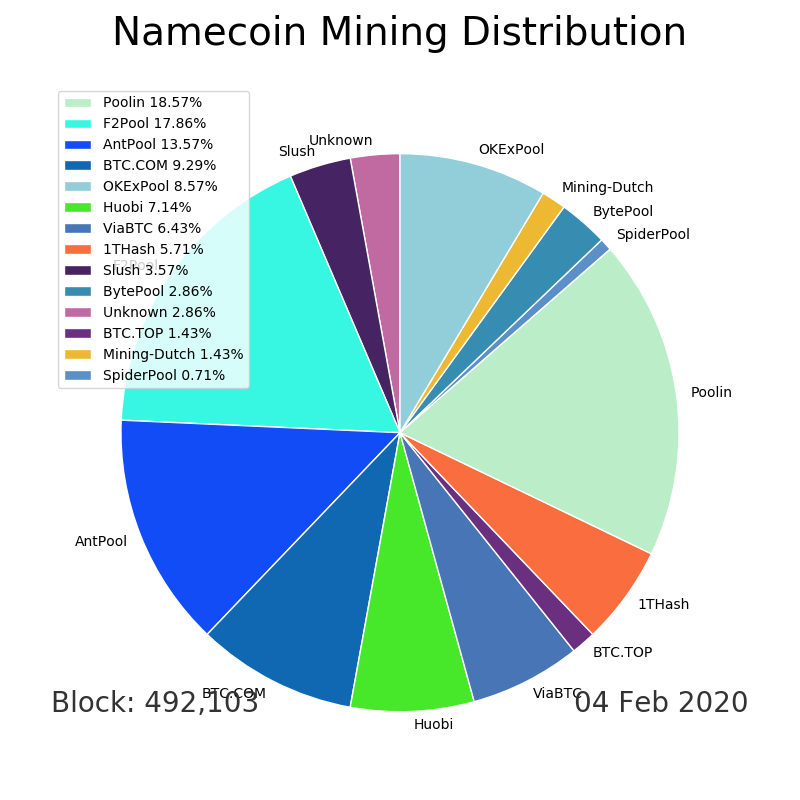 Namecoin Mining Distribution
Poolin 18.57%
F2Pool 17.86%
AntPool 13.57%
BTC.COM 9.29%
OKExPool 8.57%
Huobi 7.14%
ViaBTC 6.43%
1THash 5.71%
Slush 3.57%
BytePool 2.86%
Unknown 2.86%
BTC.TOP 1.43%
Mining-Dutch 1.43%
SpiderPool 0.71%
Unknown
Slush
OKExPool
Mining-Dutch
BytePool
SpiderPool
F2Pool
Poolin
AntPool
1THash
BTC.TOP
BTC.COM
ViaBTC
Huobi
Block: 492,103
04 Feb 2020